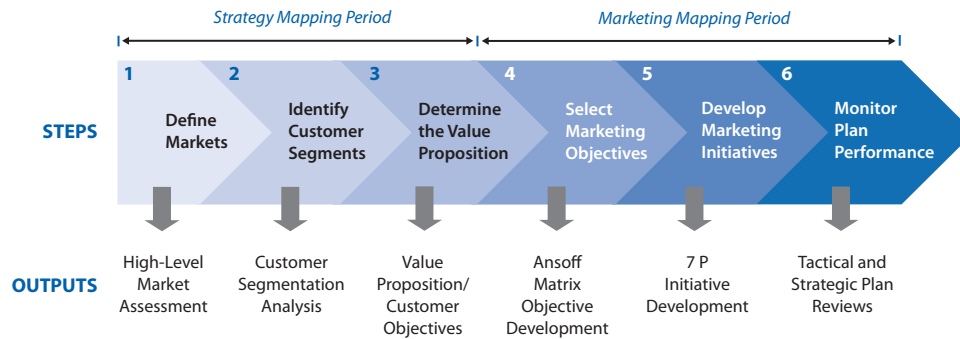 Strategy Mapping Period
Marketing Mapping Period
STEPS
1
Define
Markets
2
Identify
Customer
Segments
3
Determine
the Value
Proposition
4
Select
Marketing
Objectives
5
Develop
Marketing
Initiatives
6
Monitor
Plan
Performance
OUTPUTS
High-Level
Market
Assessment
Customer
Segmentation
Analysis
Value
Proposition/
Customer
Objectives
Ansoff
Matrix
Objective
Development
7 P
Initiative
Development
Tactical and
Strategic Plan
Reviews